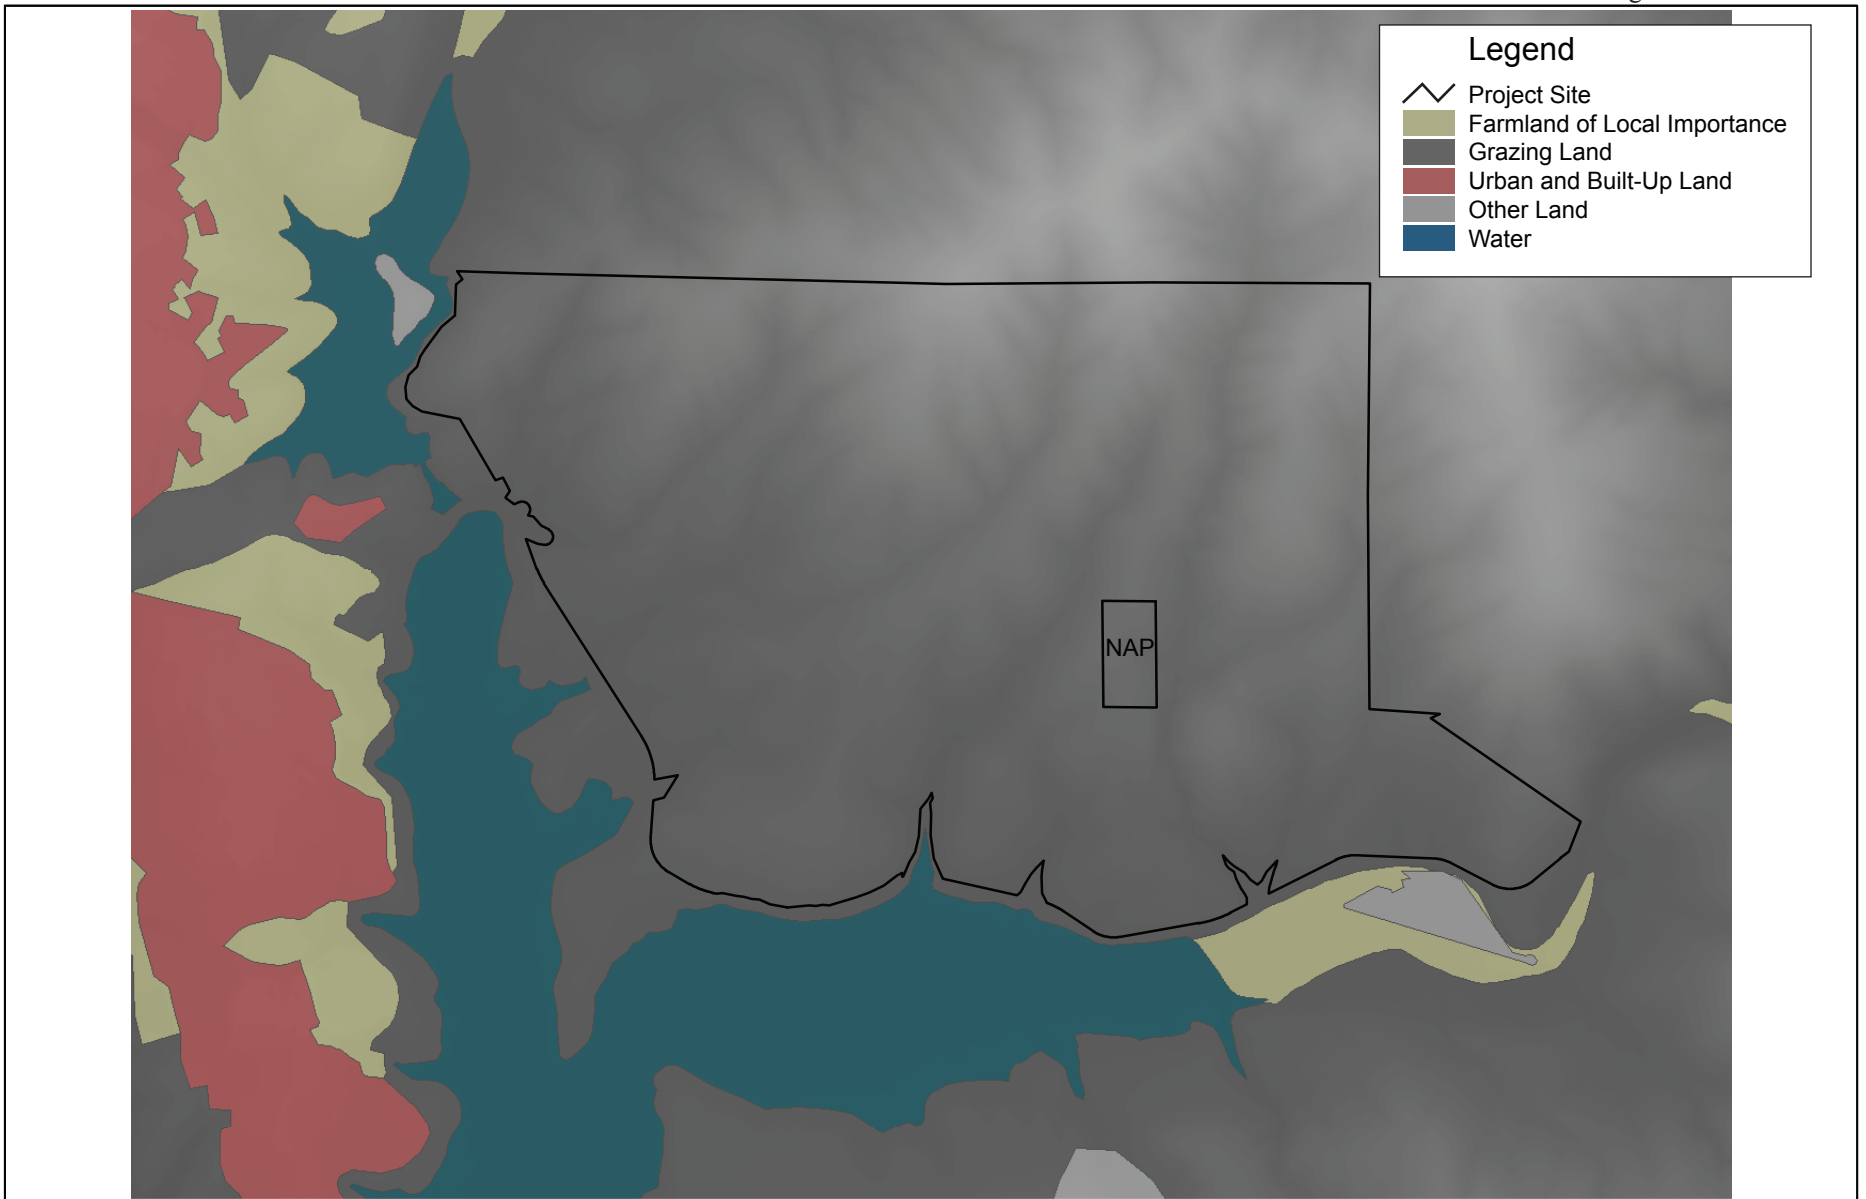 Legend
Project Site
Farmland of Local Importance
Grazing Land
Urban and Built-Up Land
Other Land
Water
NAP